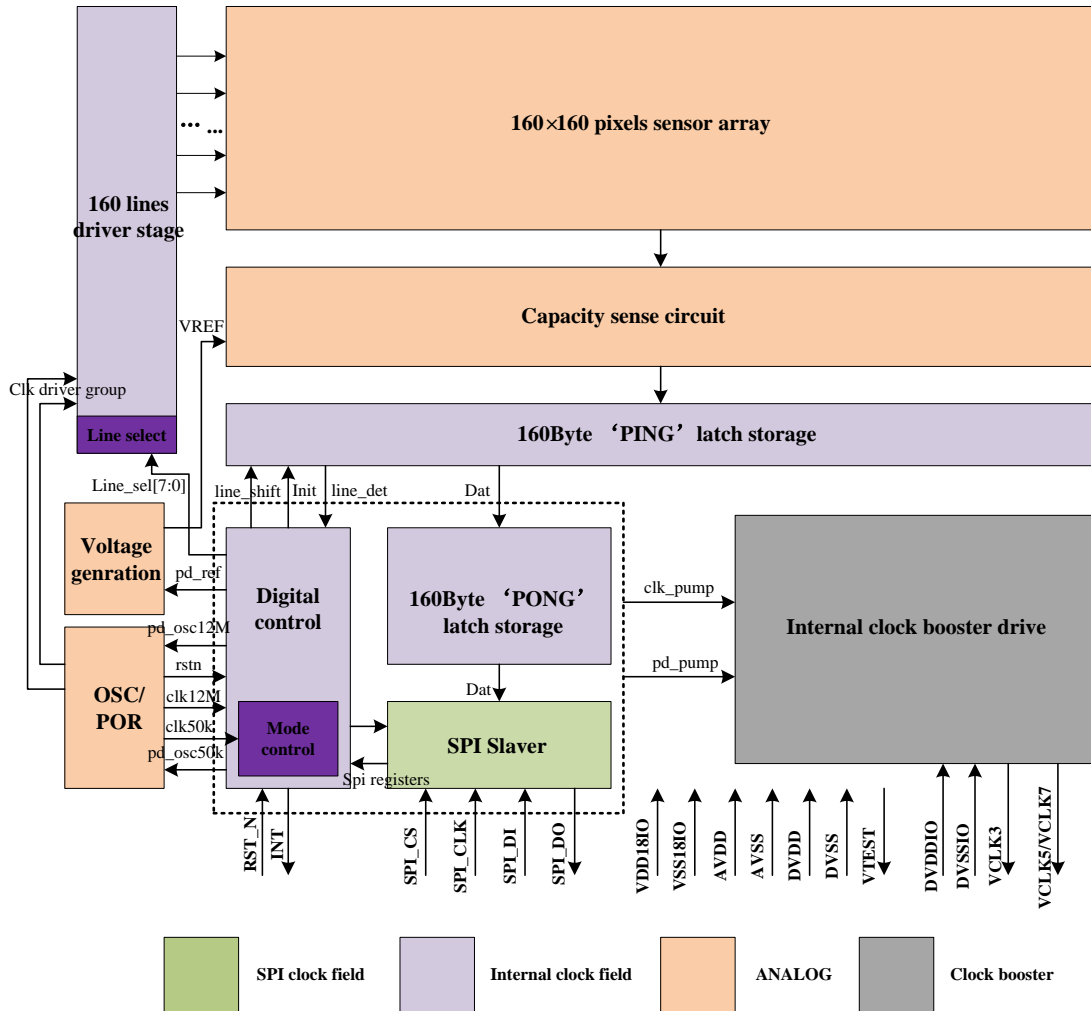 160×160 pixels sensor array
... ...
160 lines
driver stage
Capacity sense circuit
VREF
Clk driver group
Line select
160Byte ‘PING’ latch storage
Line_sel[7:0]
line_shift
Init
line_det
Dat
Voltage
genration
pd_ref
Digital
control
160Byte ‘PONG’
latch storage
clk_pump
Internal clock booster drive
pd_osc12M
rstn
pd_pump
Dat
OSC/
POR
clk12M
clk50k
pd_osc50k
Mode
control
SPI Slaver
Spi registers
RST_N
INT
SPI_CS
SPI_CLK
SPI_DI
SPI_DO
VDD18IO
VSS18IO
AVDD
AVSS
DVDD
DVSS
VTEST
DVDDIO
DVSSIO
VCLK3
VCLK5/VCLK7
SPI clock field
Internal clock field
ANALOG
Clock booster